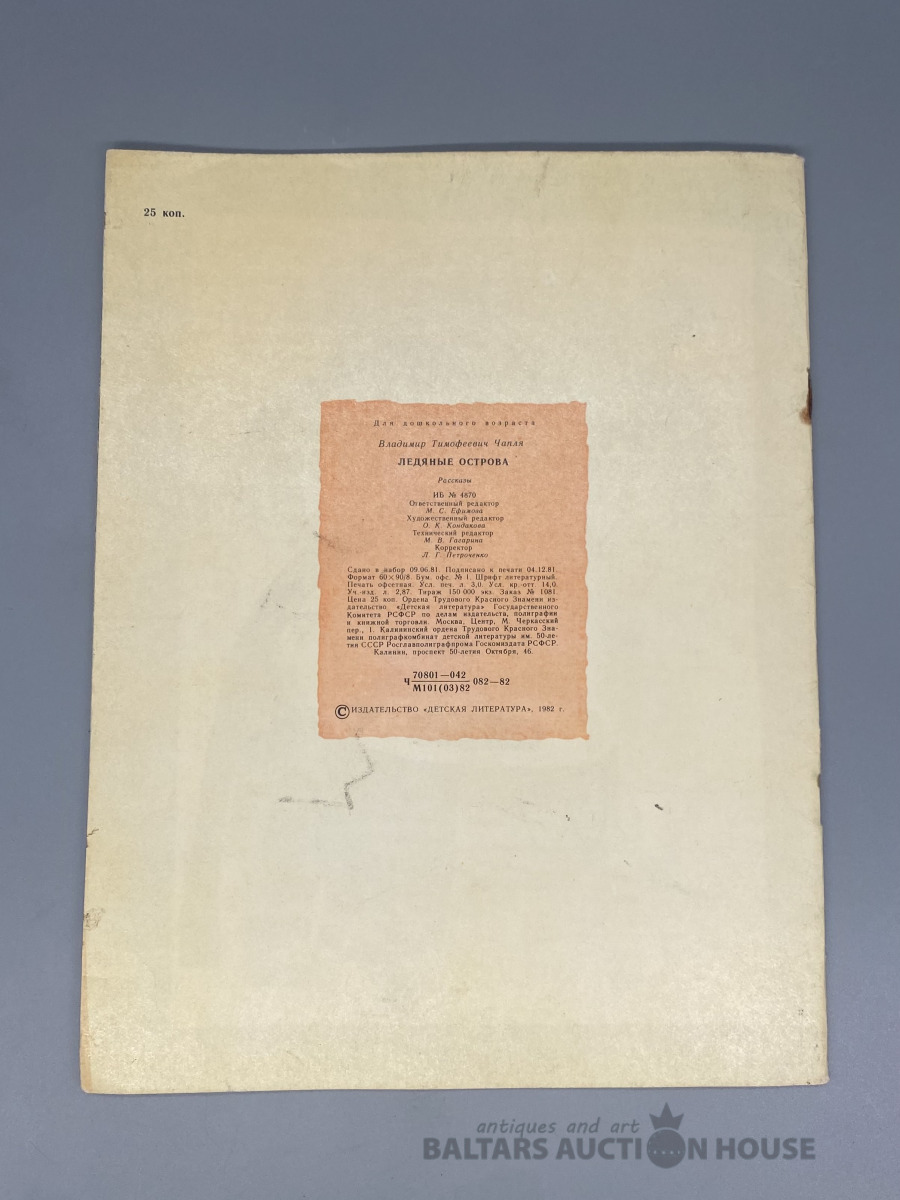 25 коп.
Для дошкольного возраста
Владимир Тимофеевич Чапля
ЛЕДЯНЫЕ ОСТРОВА
Рассказы
ИБ № 4870
Ответственный редактор
М. С. Ефимова
Художественный редактор
О. К. Кондакова
Технический редактор
М. В. Гагарина
Корректор
Л. Г. Петроченко
Сдано в набор 09.06.81. Подписано к печати 04.12.81.
Формат 60×90/8. Бум. офс. № 1. Шрифт литературный.
Печать офсетная. Усл. печ. л. 3,0. Усл. кр.-отт. 14,0.
Уч.-изд. л. 2,87. Тираж 150 000 экз. Заказ № 1081.
Цена 25 коп. Ордена Трудового Красного Знамени из-
дательство «Детская литература» Государственного
Комитета РСФСР по делам издательств, полиграфии
и книжной торговли. Москва, Центр, М. Черкасский
пер., 1. Калининский ордена Трудового Красного Зна-
мени полиграфкомбинат детской литературы им. 50-ле-
тия СССР Росглавполиграфпрома Госкомиздата РСФСР.
Калинин, проспект 50-летия Октября, 46.
Ч 70801—042 082—82
М101(03)82
© ИЗДАТЕЛЬСТВО «ДЕТСКАЯ ЛИТЕРАТУРА», 1982 г.
antiques and art
BALTARS AUCTION HOUSE